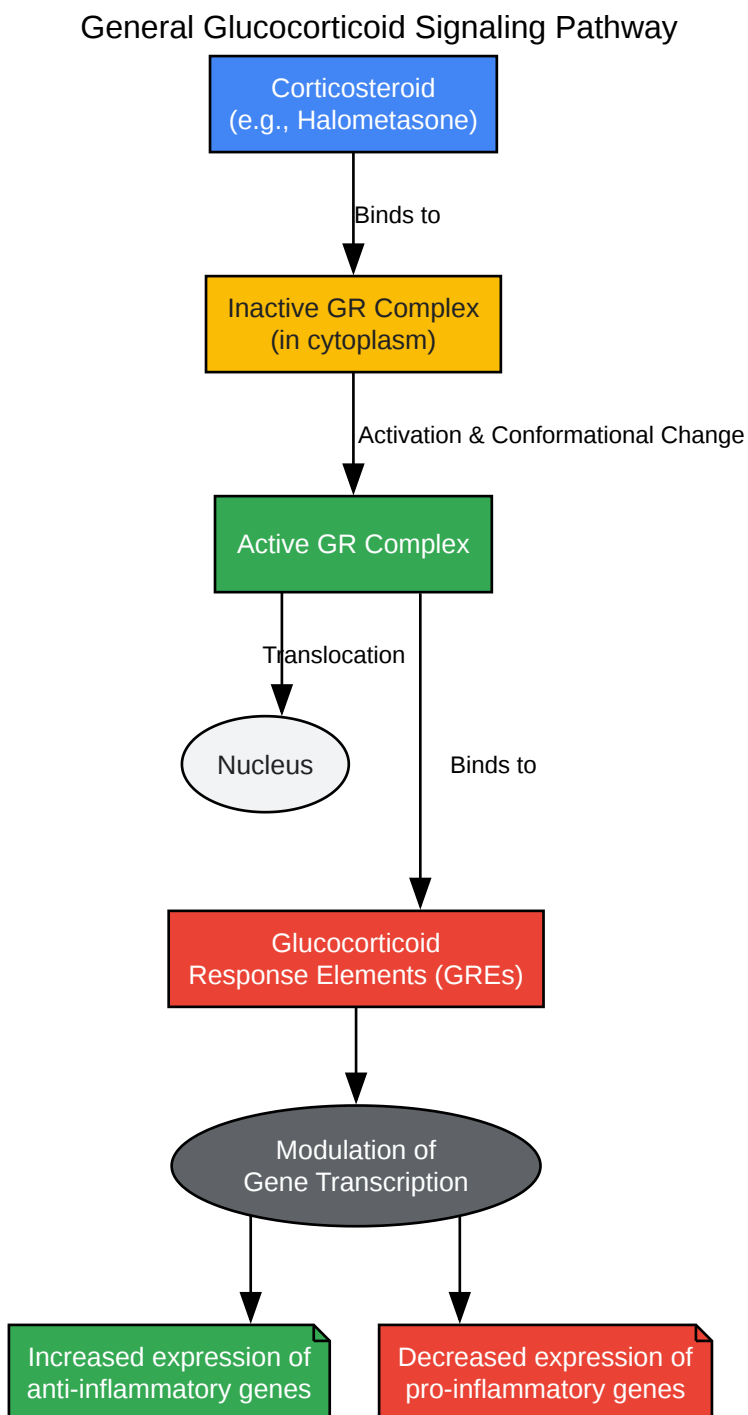 General Glucocorticoid Signaling Pathway
Corticosteroid
(e.g., Halometasone)
Binds to
Inactive GR Complex
(in cytoplasm)
Activation & Conformational Change
Active GR Complex
Translocation
Nucleus
Binds to
Glucocorticoid
Response Elements (GREs)
Modulation of
Gene Transcription
Increased expression of
anti-inflammatory genes
Decreased expression of
pro-inflammatory genes